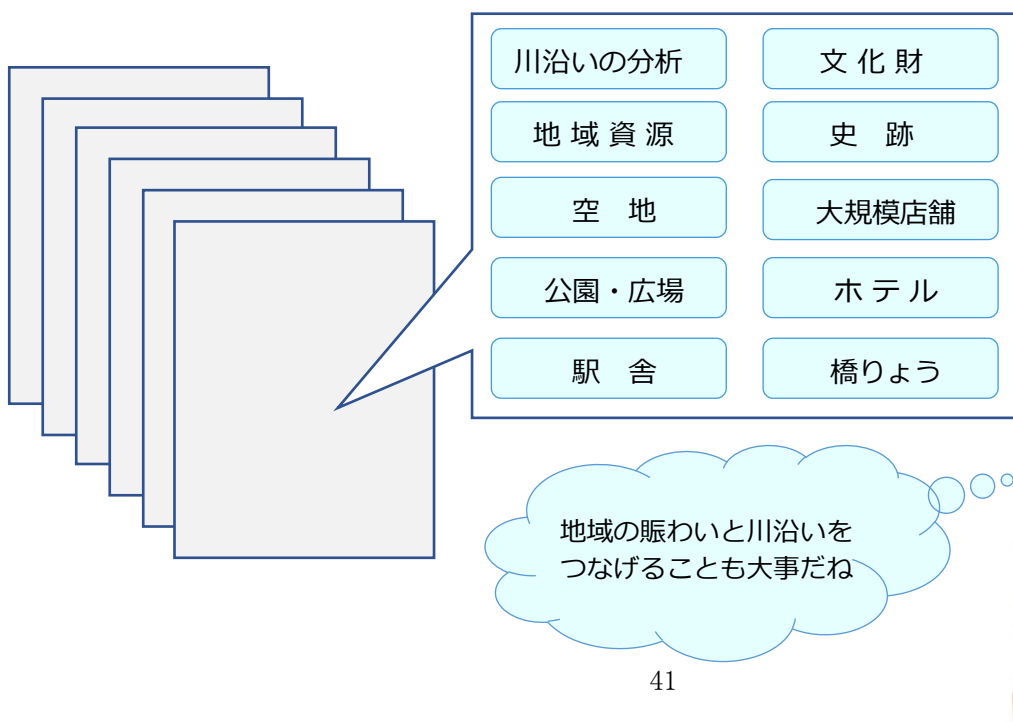 川沿いの分析
文 化 財
地 域 資 源
史　跡
空　地
大規模店舗
公園・広場
ホ テ ル
駅　舎
橋りょう
地域の賑わいと川沿いを
つなげることも大事だね
41